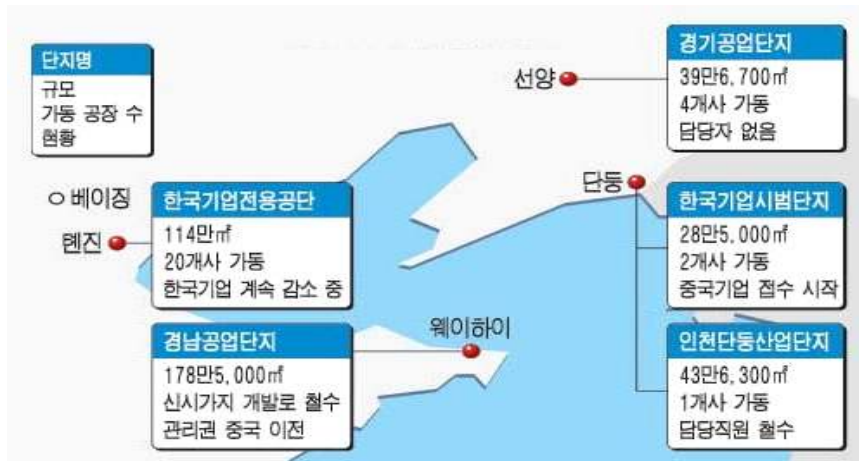 단지명
규모
가동 공장 수
현황
선양
경기공업단지
39만6,700㎡
4개사 가동
담당자 없음
베이징
톈진
한국기업전용공단
114만㎡
20개사 가동
한국기업 계속 감소 중
단둥
한국기업시범단지
28만5,000㎡
2개사 가동
중국기업 접수 시작
경남공업단지
178만5,000㎡
신시가지 개발로 철수
관리권 중국 이전
웨이하이
인천단둥산업단지
43만6,300㎡
1개사 가동
담당직원 철수